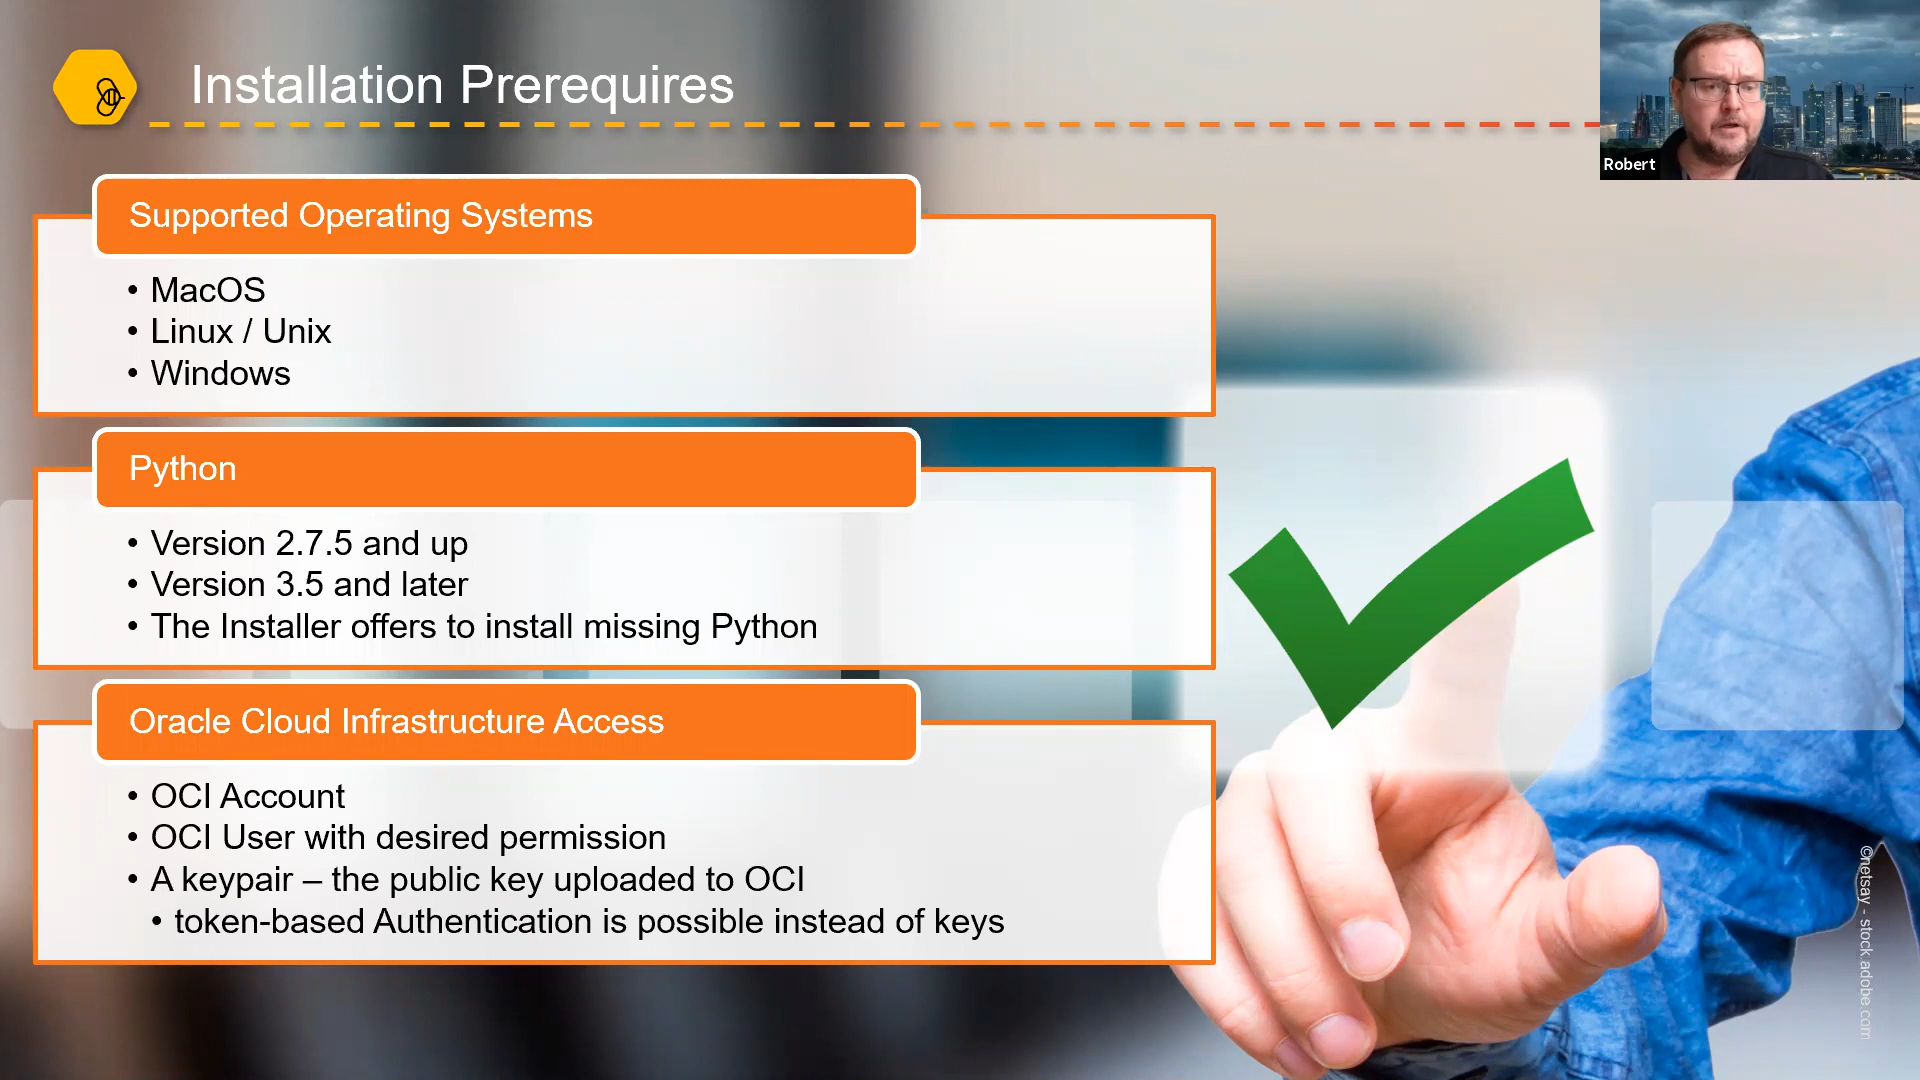 Installation Prerequires
Robert
Supported Operating Systems
• MacOS
• Linux / Unix
• Windows
Python
• Version 2.7.5 and up
• Version 3.5 and later
• The Installer offers to install missing Python
Oracle Cloud Infrastructure Access
• OCI Account
• OCI User with desired permission
• A keypair – the public key uploaded to OCI
• token-based Authentication is possible instead of keys
©netsay - stock.adobe.com